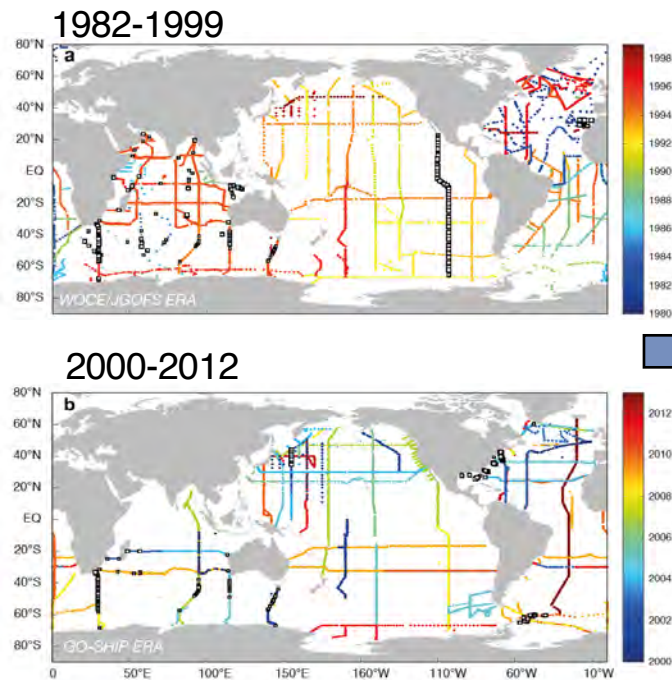 1982-1999
a
80°N
60°N
40°N
20°N
EQ
20°S
40°S
60°S
80°S
WOCE/JGOFS ERA
1998
1996
1994
1992
1990
1988
1986
1984
1982
1980
2000-2012
b
80°N
60°N
40°N
20°N
EQ
20°S
40°S
60°S
80°S
GO-SHIP ERA
2012
2010
2008
2006
2004
2002
2000
0 50°E 100°E 150°E 160°W 110°W 60°W 10°W